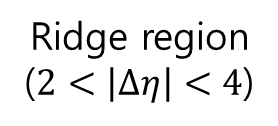 Ridge region
(2 < |Δη| < 4)